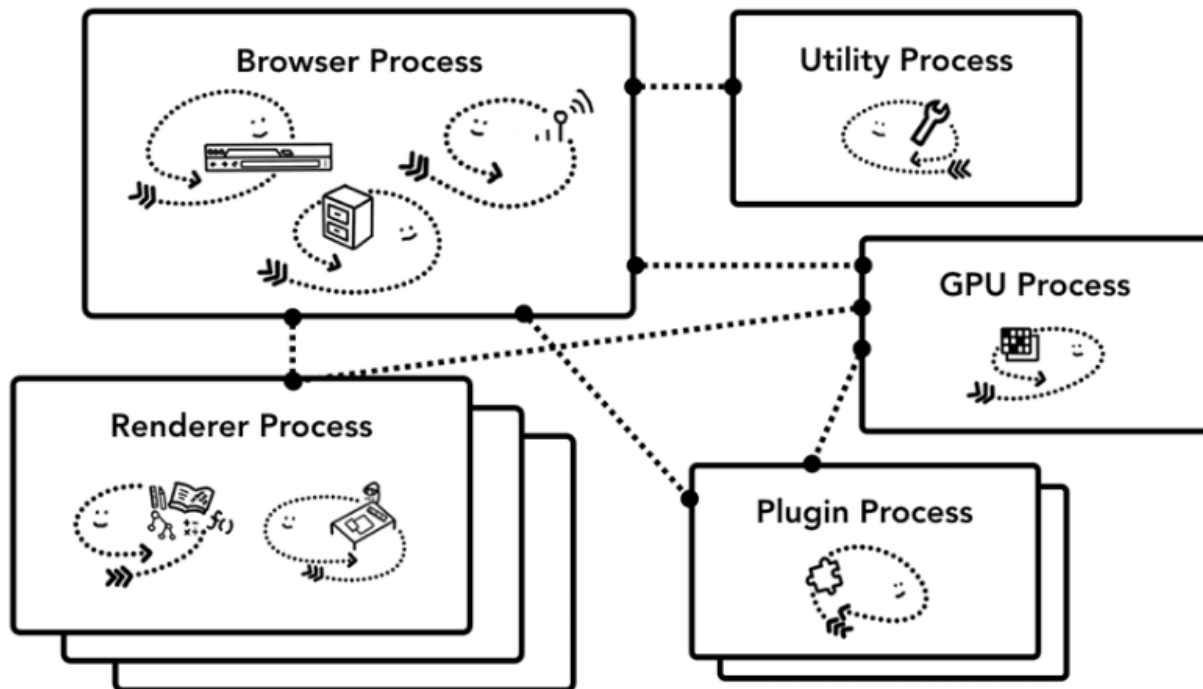 Browser Process
Utility Process
GPU Process
Renderer Process
f()
Plugin Process